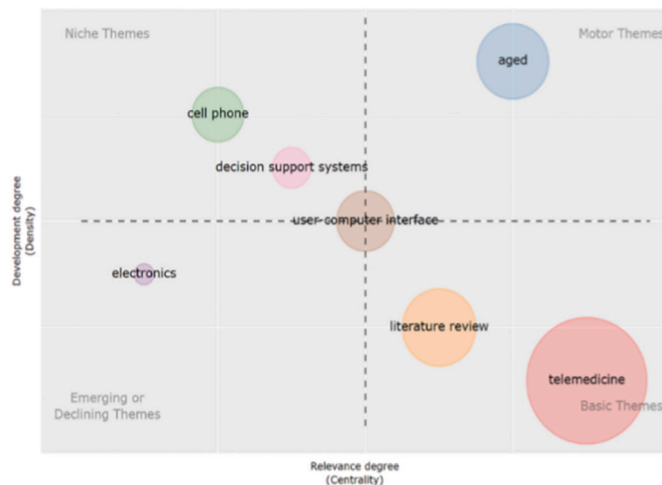 Niche Themes
Motor Themes
aged
cell phone
decision support systems
user-computer interface
electronics
literature review
telemedicine
Emerging or
Declining Themes
Basic Themes
Development degree
(Density)
Relevance degree
(Centrality)